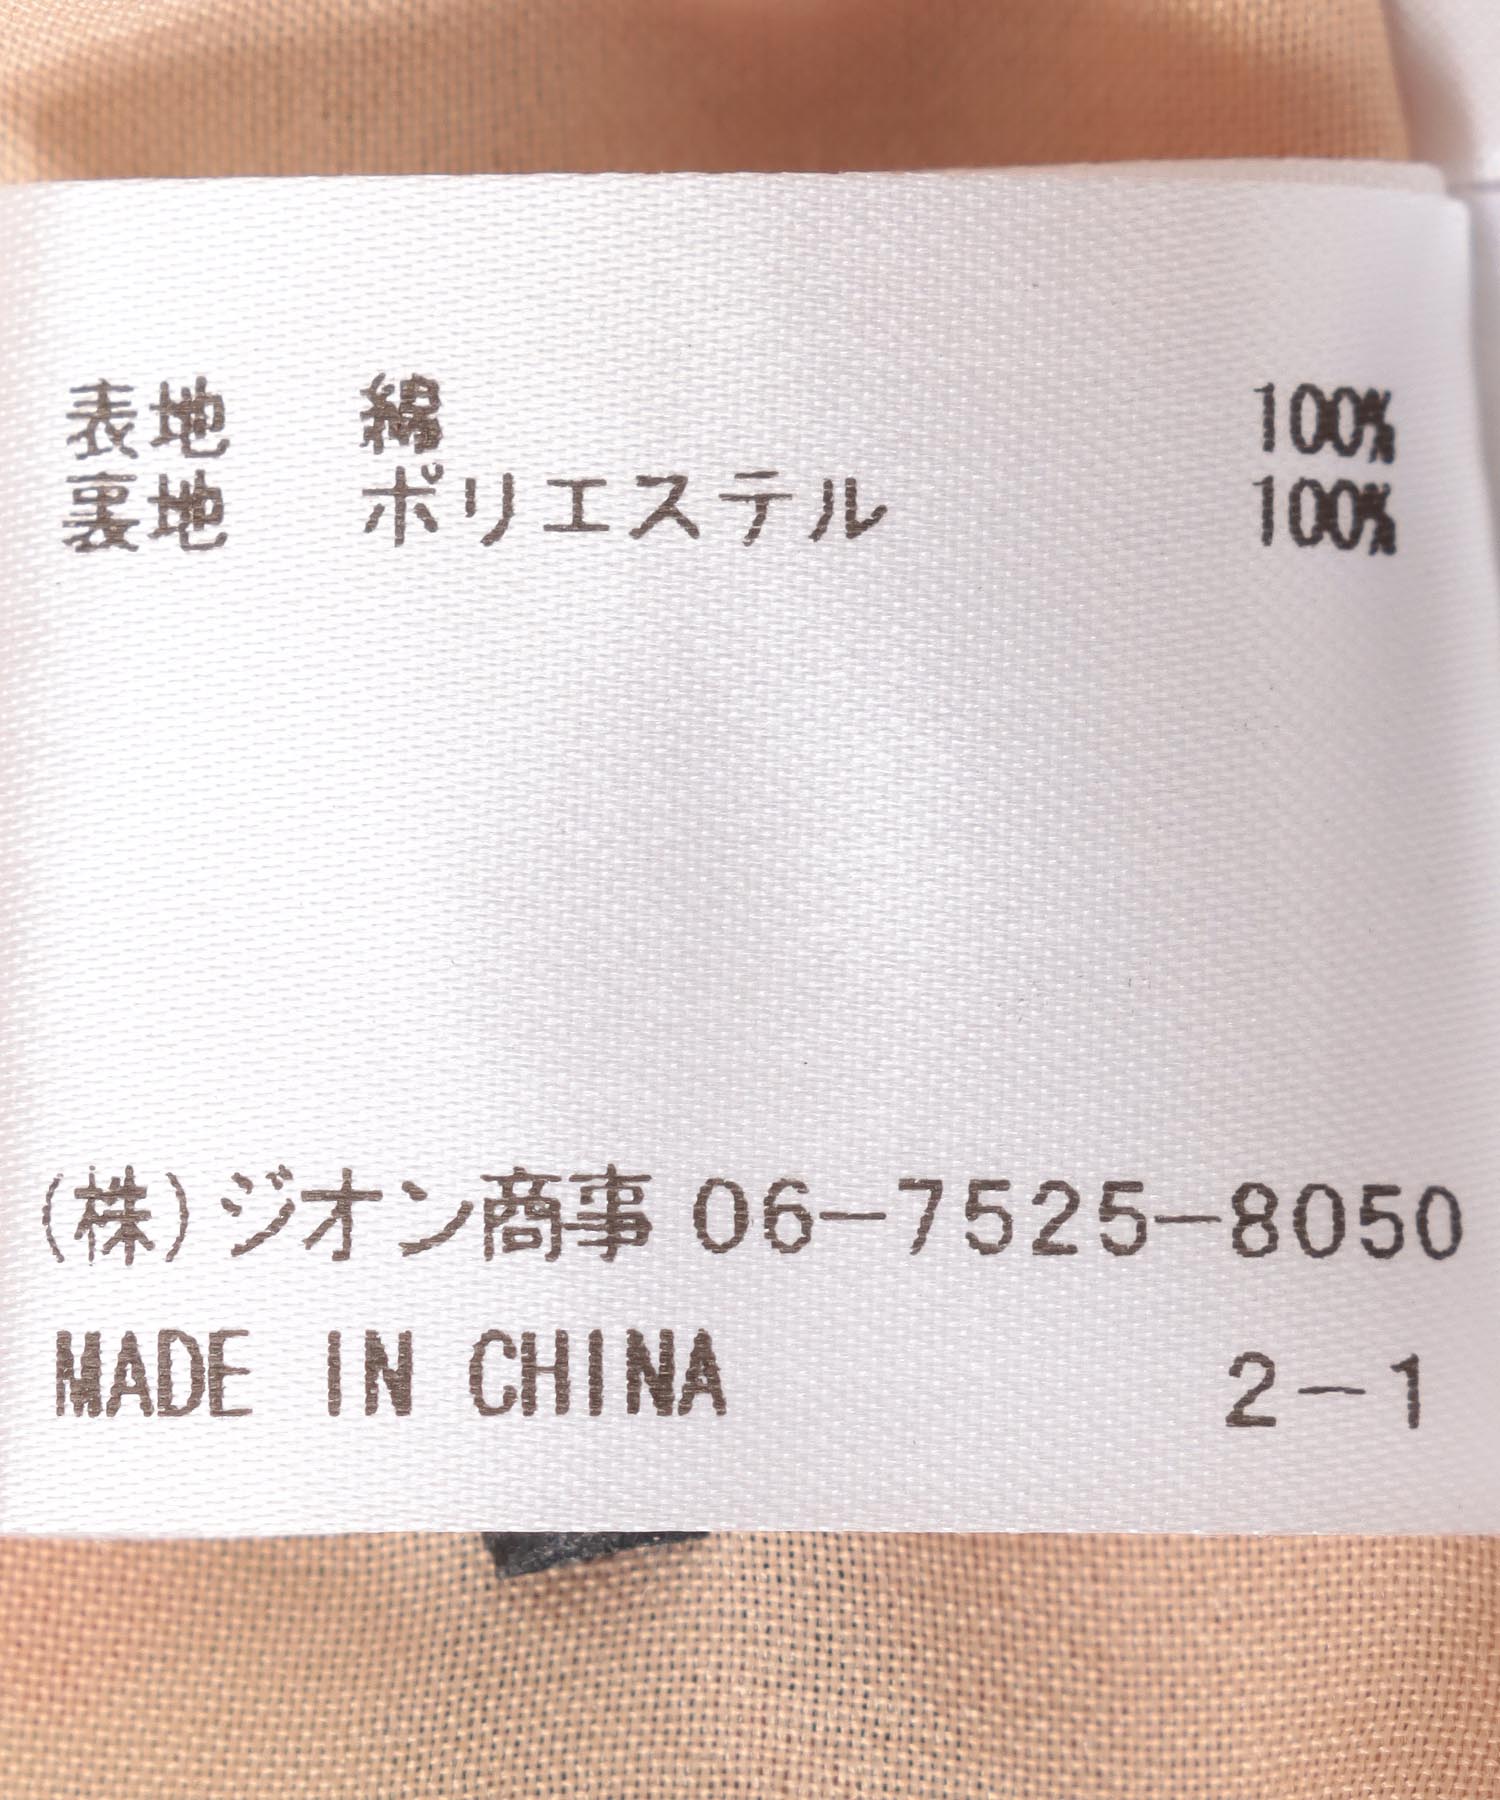 表地 綿 100%
裏地 ポリエステル 100%
(株)ジオン商事 06-7525-8050
MADE IN CHINA 2-1